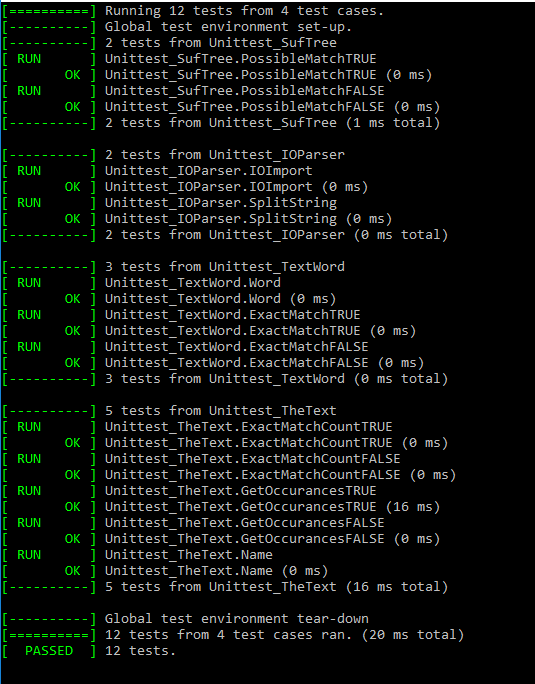 [==========] Running 12 tests from 4 test cases.
[----------] Global test environment set-up.
[----------] 2 tests from Unittest_SufTree
[ RUN      ] Unittest_SufTree.PossibleMatchTRUE
[       OK ] Unittest_SufTree.PossibleMatchTRUE (0 ms)
[ RUN      ] Unittest_SufTree.PossibleMatchFALSE
[       OK ] Unittest_SufTree.PossibleMatchFALSE (0 ms)
[----------] 2 tests from Unittest_SufTree (1 ms total)

[----------] 2 tests from Unittest_IOParser
[ RUN      ] Unittest_IOParser.IOImport
[       OK ] Unittest_IOParser.IOImport (0 ms)
[ RUN      ] Unittest_IOParser.SplitString
[       OK ] Unittest_IOParser.SplitString (0 ms)
[----------] 2 tests from Unittest_IOParser (0 ms total)

[----------] 3 tests from Unittest_TextWord
[ RUN      ] Unittest_TextWord.Word
[       OK ] Unittest_TextWord.Word (0 ms)
[ RUN      ] Unittest_TextWord.ExactMatchTRUE
[       OK ] Unittest_TextWord.ExactMatchTRUE (0 ms)
[ RUN      ] Unittest_TextWord.ExactMatchFALSE
[       OK ] Unittest_TextWord.ExactMatchFALSE (0 ms)
[----------] 3 tests from Unittest_TextWord (0 ms total)

[----------] 5 tests from Unittest_TheText
[ RUN      ] Unittest_TheText.ExactMatchCountTRUE
[       OK ] Unittest_TheText.ExactMatchCountTRUE (0 ms)
[ RUN      ] Unittest_TheText.ExactMatchCountFALSE
[       OK ] Unittest_TheText.ExactMatchCountFALSE (0 ms)
[ RUN      ] Unittest_TheText.GetOccurancesTRUE
[       OK ] Unittest_TheText.GetOccurancesTRUE (16 ms)
[ RUN      ] Unittest_TheText.GetOccurancesFALSE
[       OK ] Unittest_TheText.GetOccurancesFALSE (0 ms)
[ RUN      ] Unittest_TheText.Name
[       OK ] Unittest_TheText.Name (0 ms)
[----------] 5 tests from Unittest_TheText (16 ms total)

[----------] Global test environment tear-down
[==========] 12 tests from 4 test cases ran. (20 ms total)
[  PASSED  ] 12 tests.